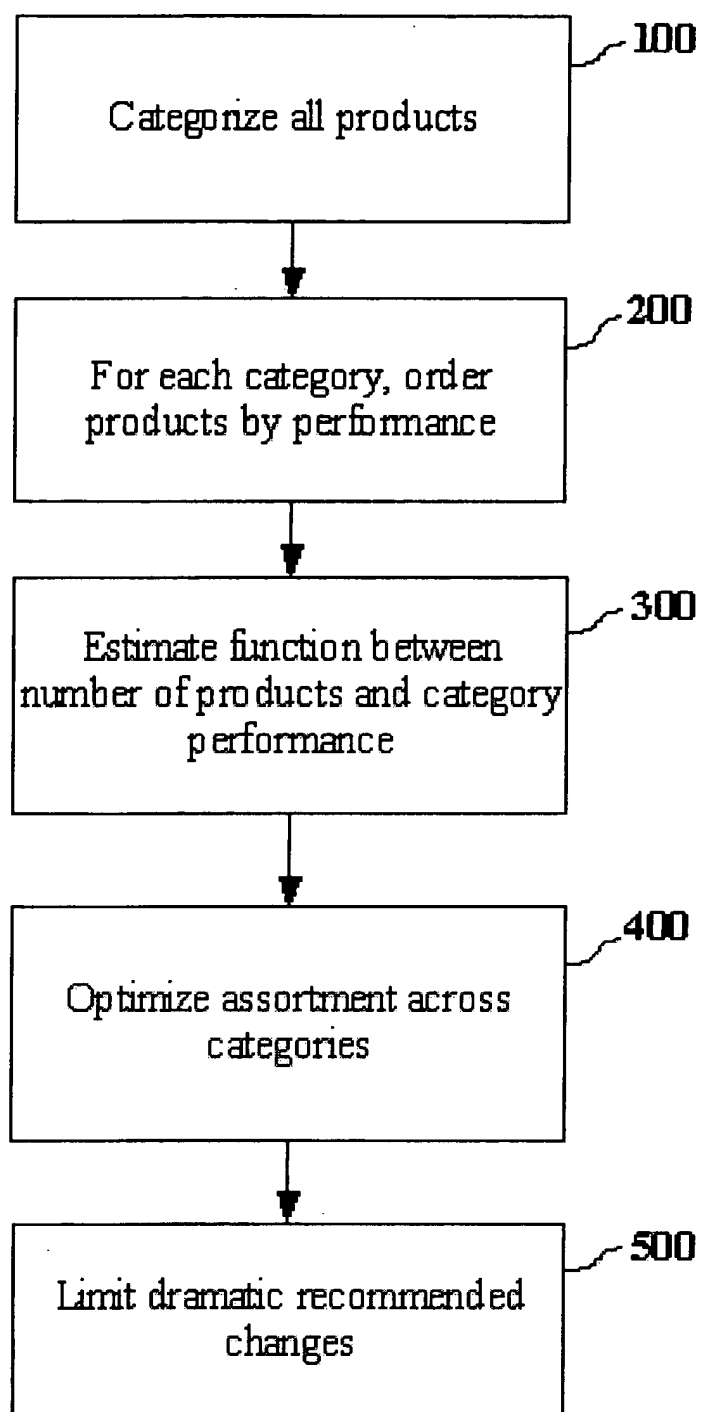 100
Categorize all products
200
For each category, order
products by performance
300
Estimate function between
number of products and category
performance
400
Optimize assortment across
categories
500
Limit dramatic recommended
changes